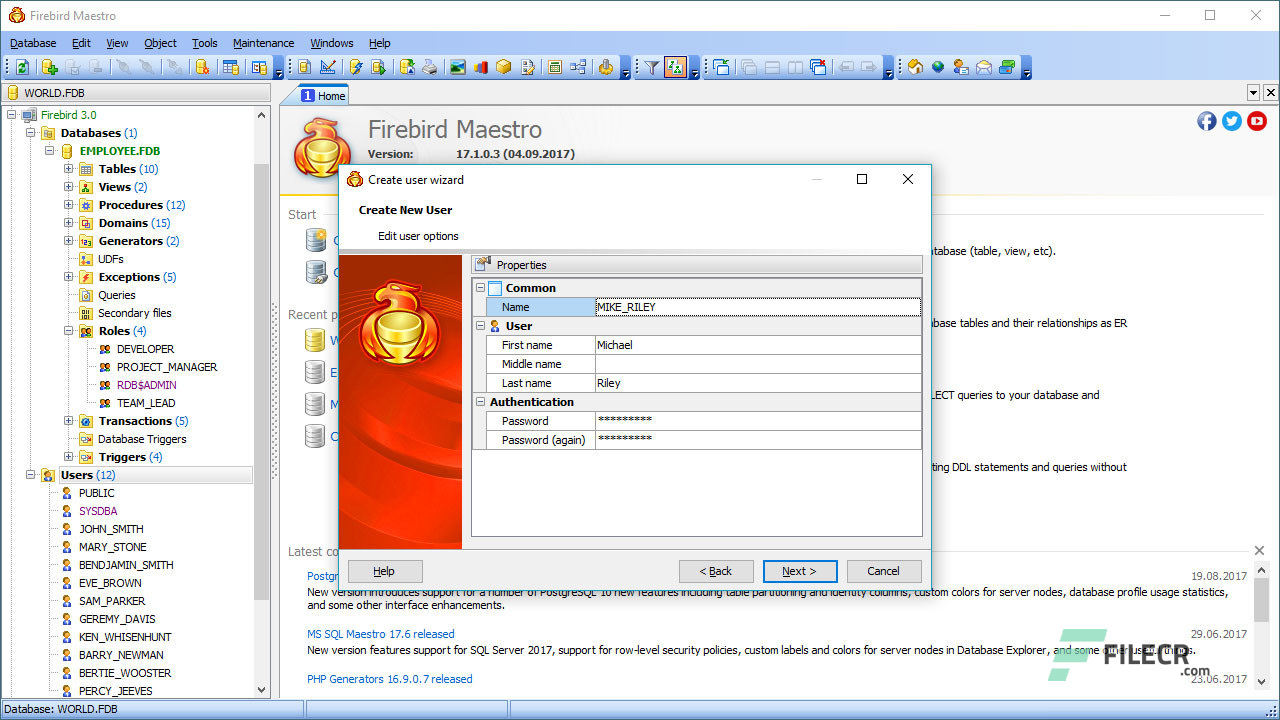 Firebird Maestro
Database Edit View Object Tools Maintenance Windows Help
WORLD.FDB
1 Home
Firebird 3.0
Databases (1)
EMPLOYEE.FDB
Tables (10)
Views (2)
Procedures (12)
Domains (15)
Generators (2)
UDFs
Exceptions (5)
Queries
Secondary files
Roles (4)
DEVELOPER
PROJECT_MANAGER
RDB$ADMIN
TEAM_LEAD
Transactions (5)
Database Triggers
Triggers (4)
Users (12)
PUBLIC
SYSDBA
JOHN_SMITH
MARY_STONE
BENDJAMIN_SMITH
EVE_BROWN
SAM_PARKER
GEREMY_DAVIS
KEN_WHISENHUNT
BARRY_NEWMAN
BERTIE_WOOSTER
PERCY_JEEVES
Firebird Maestro
Version: 17.1.0.3 (04.09.2017)
Start
Recent p
atabase (table, view, etc).
base tables and their relationships as ER
LECT queries to your database and
ting DDL statements and queries without
Create user wizard
Create New User
Edit user options
Properties
Common
Name MIKE_RILEY
User
First name Michael
Middle name
Last name Riley
Authentication
Password *********
Password (again) *********
Help < Back Next > Cancel
Latest co
Postgr 19.08.2017
New version introduces support for a number of PostgreSQL 10 new features including table partitioning and identity columns, custom colors for server nodes, database profile usage statistics,
and some other interface enhancements.
MS SQL Maestro 17.6 released 29.06.2017
New version features support for SQL Server 2017, support for row-level security policies, custom labels and colors for server nodes in Database Explorer, and some other useful things.
PHP Generators 16.9.0.7 released 23.06.2017
FILECR
.com
Database: WORLD.FDB